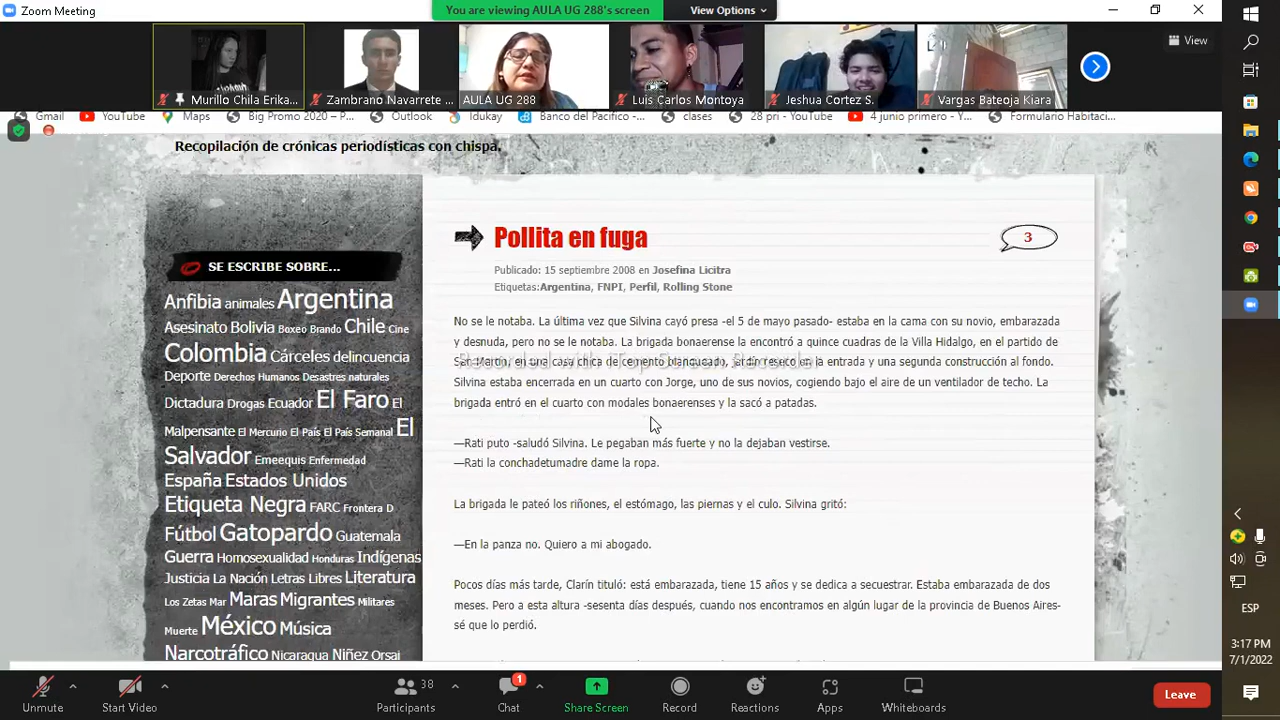 Zoom Meeting
You are viewing AULA UG 288's screen
View Options
View
Murillo Chila Erika...
Zambrano Navarrete ...
AULA UG 288
Luis Carlos Montoya
Jeshua Cortez S.
Vargas Bateoja Kiara
Gmail YouTube Maps Big Promo 2020 – P... Outlook Idukay Banco del Pacifico -... clases 28 pri - YouTube 4 junio primero - Y... Formulario Habitac...
Recopilación de crónicas periodísticas con chispa.
SE ESCRIBE SOBRE...
Anfibia animales Argentina
Asesinato Bolivia Boxeo Brando Chile Cine
Colombia Cárceles delincuencia
Deporte Derechos Humanos Desastres naturales
Dictadura Drogas Ecuador El Faro El
Malpensante El Mercurio El País El País Semanal El
Salvador Emeequis Enfermedad
España Estados Unidos
Etiqueta Negra FARC Frontera D
Fútbol Gatopardo Guatemala
Guerra Homosexualidad Honduras Indígenas
Justicia La Nación Letras Libres Literatura
Los Zetas Mar Maras Migrantes Militares
Muerte México Música
Narcotráfico Nicaragua Niñez Orsai
Pollita en fuga
3
Publicado: 15 septiembre 2008 en Josefina Licitra
Etiquetas:Argentina, FNPI, Perfil, Rolling Stone
No se le notaba. La última vez que Silvina cayó presa -el 5 de mayo pasado- estaba en la cama con su novio, embarazada
y desnuda, pero no se le notaba. La brigada bonaerense la encontró a quince cuadras de la Villa Hidalgo, en el partido de
San Martín, en una casa chica de cemento blanqueado, jardín reseco en la entrada y una segunda construcción al fondo.
Recorded with iTop Screen Recorder
Silvina estaba encerrada en un cuarto con Jorge, uno de sus novios, cogiendo bajo el aire de un ventilador de techo. La
brigada entró en el cuarto con modales bonaerenses y la sacó a patadas.
—Rati puto -saludó Silvina. Le pegaban más fuerte y no la dejaban vestirse.
—Rati la conchadetumadre dame la ropa.
La brigada le pateó los riñones, el estómago, las piernas y el culo. Silvina gritó:
—En la panza no. Quiero a mi abogado.
Pocos días más tarde, Clarín tituló: está embarazada, tiene 15 años y se dedica a secuestrar. Estaba embarazada de dos
meses. Pero a esta altura -sesenta días después, cuando nos encontramos en algún lugar de la provincia de Buenos Aires-
sé que lo perdió.
ESP
3:17 PM
7/1/2022
Unmute
Start Video
38
Participants
1
Chat
Share Screen
Record
Reactions
Apps
Whiteboards
Leave